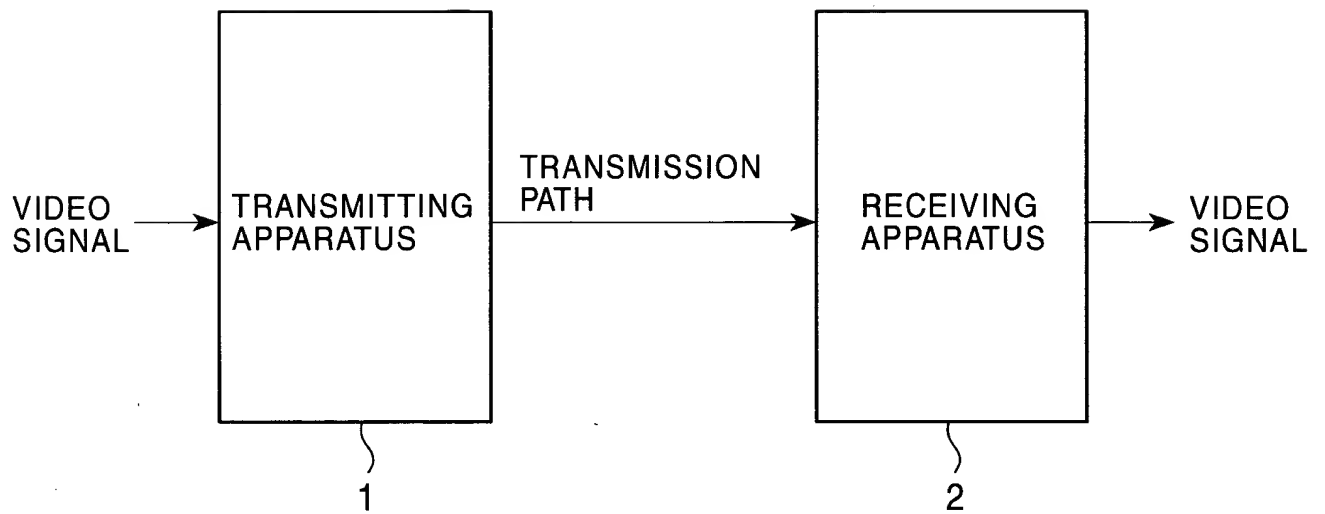 VIDEO
SIGNAL
TRANSMITTING
APPARATUS
TRANSMISSION
PATH
RECEIVING
APPARATUS
VIDEO
SIGNAL
1
2